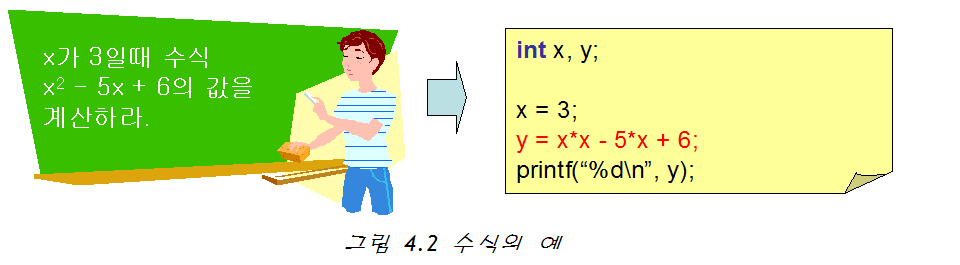 x가 3일때 수식
x² - 5x + 6의 값을
계산하라.
int x, y;
x = 3;
y = x*x - 5*x + 6;
printf(“%d\n”, y);
그림 4.2 수식의 예